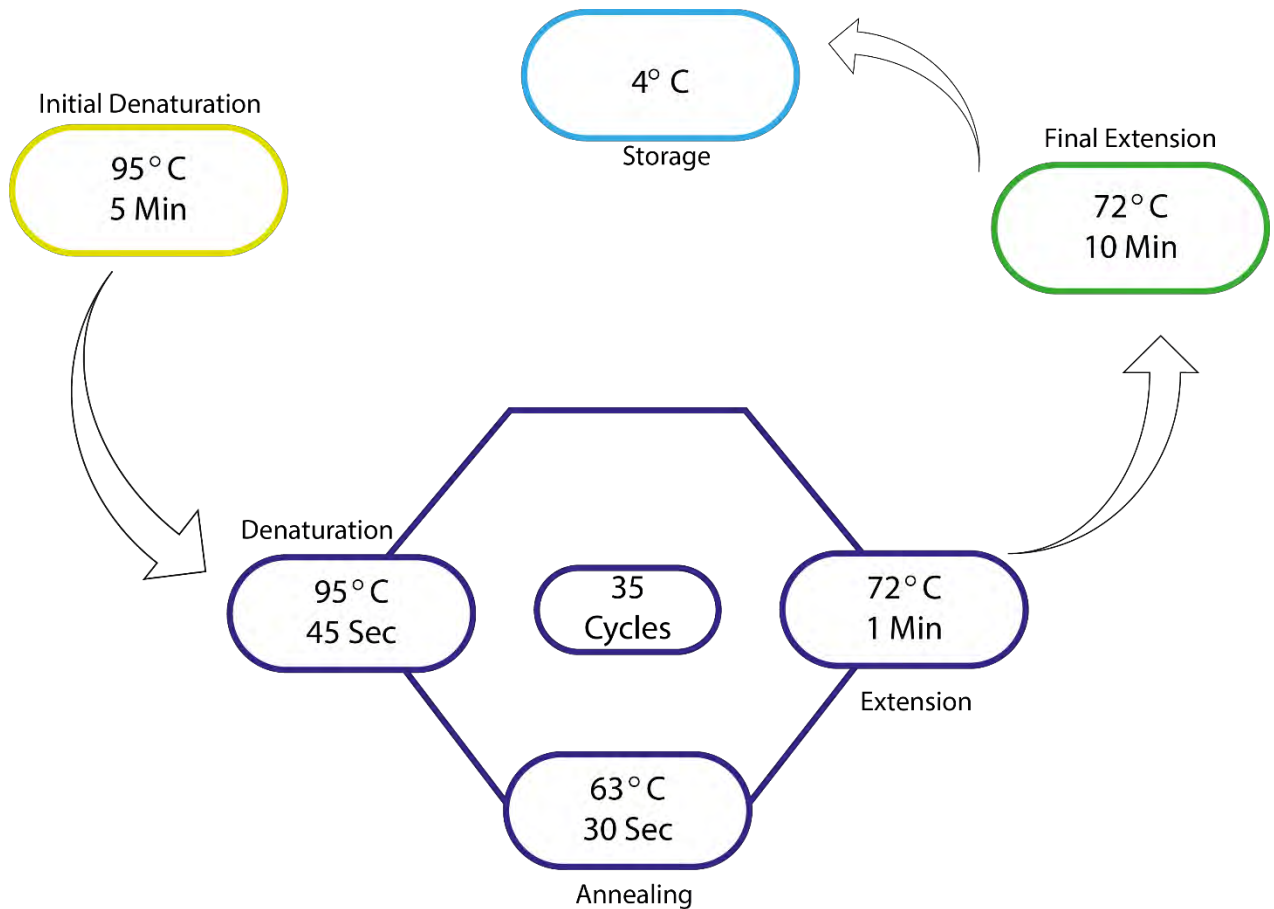 Initial Denaturation
95° C
5 Min
4° C
Storage
Final Extension
72° C
10 Min
Denaturation
95° C
45 Sec
35
Cycles
72° C
1 Min
Extension
63° C
30 Sec
Annealing